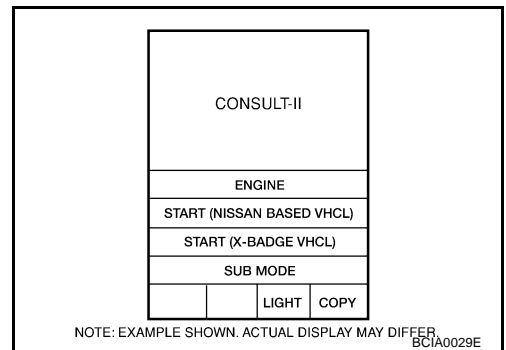 CONSULT-II
ENGINE
START (NISSAN BASED VHCL)
START (X-BADGE VHCL)
SUB MODE
LIGHT COPY
NOTE: EXAMPLE SHOWN. ACTUAL DISPLAY MAY DIFFER.
BCIA0029E